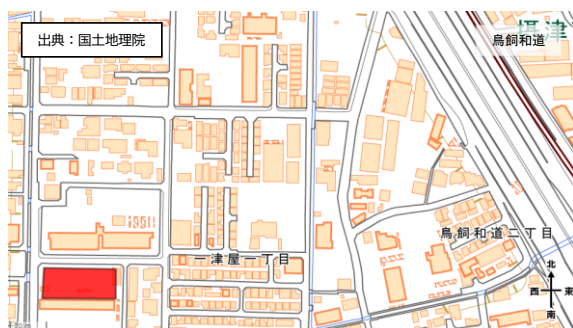 出典：国土地理院
摂津
鳥飼和道
鳥飼和道二丁目
一津屋一丁目
北
西 東
南